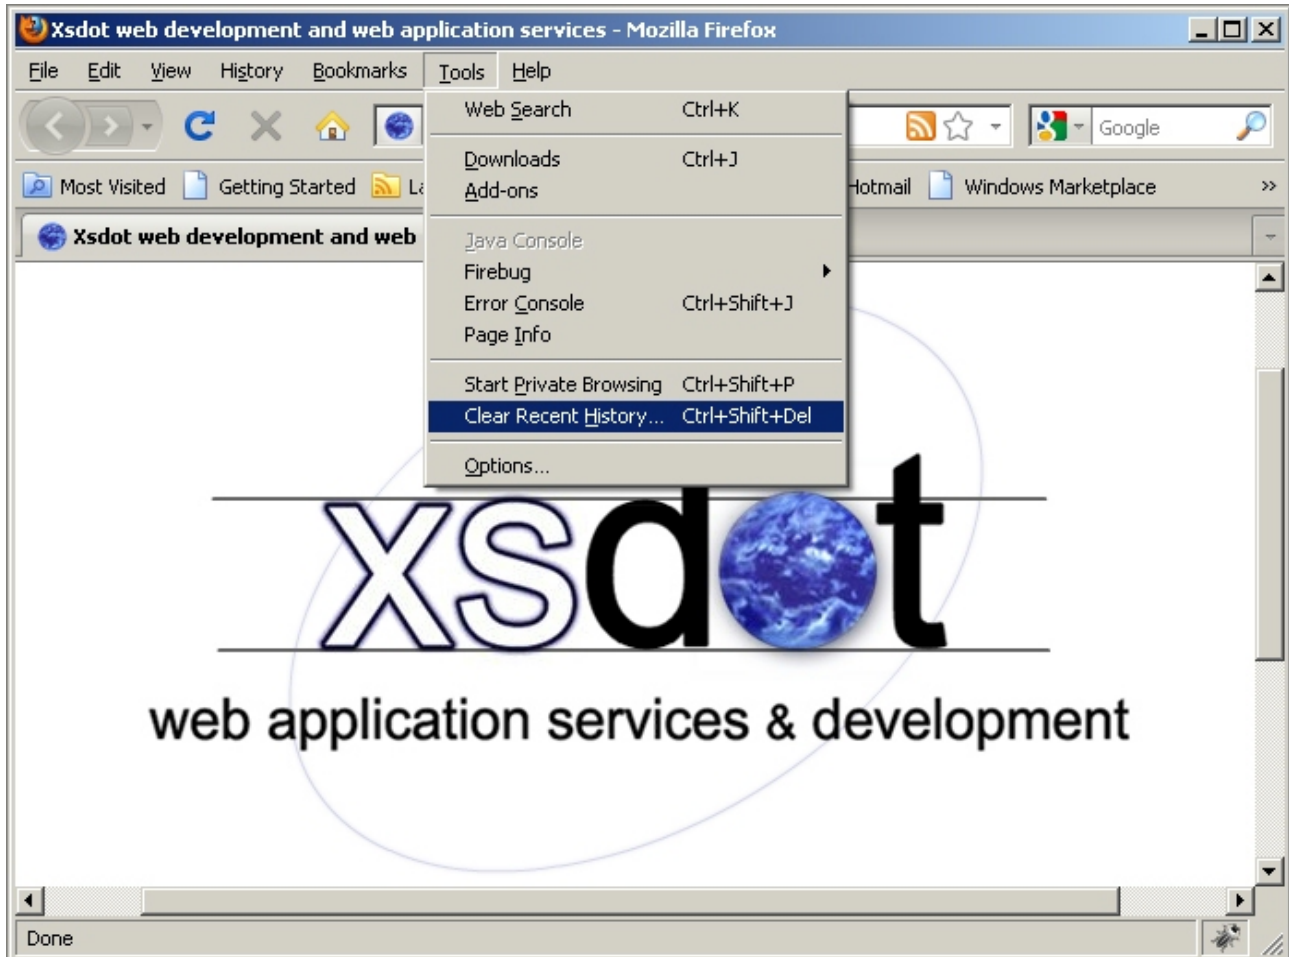 Xsdot web development and web application services - Mozilla Firefox
File Edit View History Bookmarks Tools Help
Web Search Ctrl+K
Google
Downloads Ctrl+J
Most Visited Getting Started
Hotmail Windows Marketplace »
Add-ons
Xsdot web development and web
Java Console
Firebug
Error Console Ctrl+Shift+J
Page Info
Start Private Browsing Ctrl+Shift+P
Clear Recent History... Ctrl+Shift+Del
Options...
xsdot
web application services & development
Done